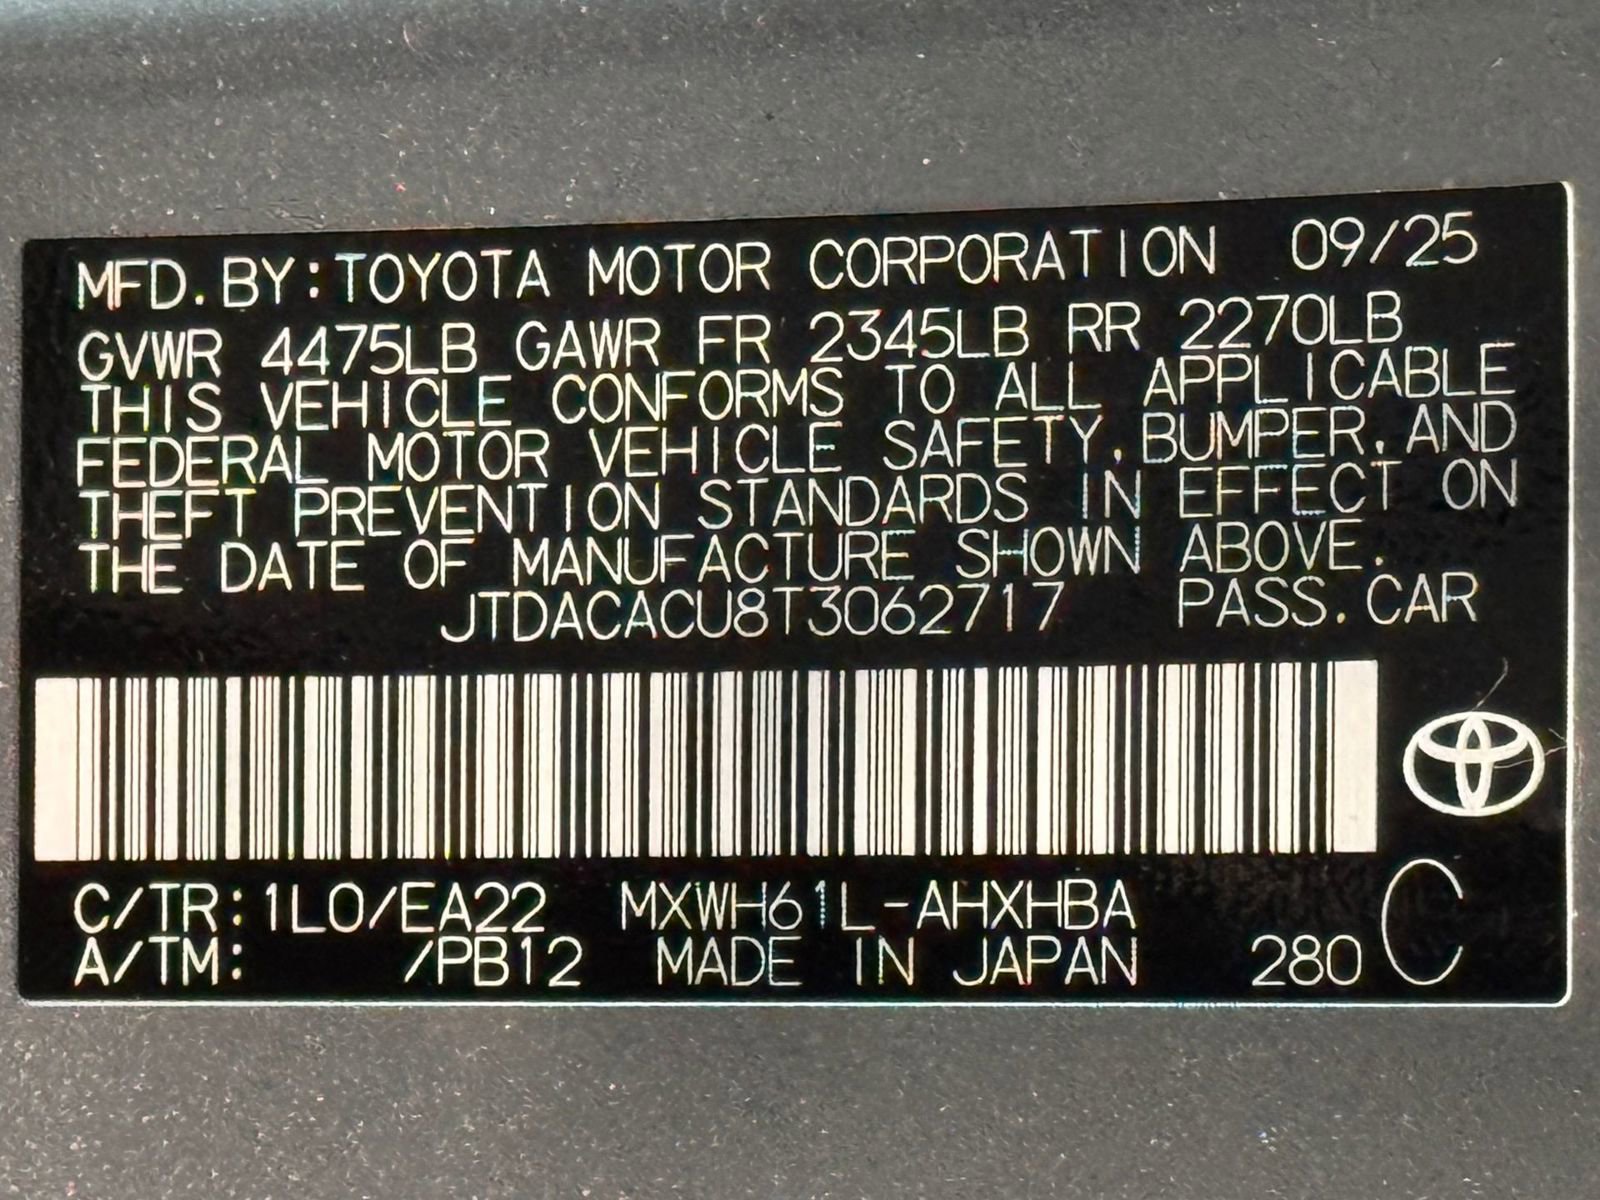 MFD. BY: TOYOTA MOTOR CORPORATION 09/25
GVWR 4475LB GAWR FR 2345LB RR 2270LB
THIS VEHICLE CONFORMS TO ALL APPLICABLE
FEDERAL MOTOR VEHICLE SAFETY, BUMPER, AND
THEFT PREVENTION STANDARDS IN EFFECT ON
THE DATE OF MANUFACTURE SHOWN ABOVE.
JTDACACU8T3062717 PASS. CAR
C/TR: 1L0/EA22 MXWH61L-AHXHBA
A/TM: /PB12 MADE IN JAPAN 280 C